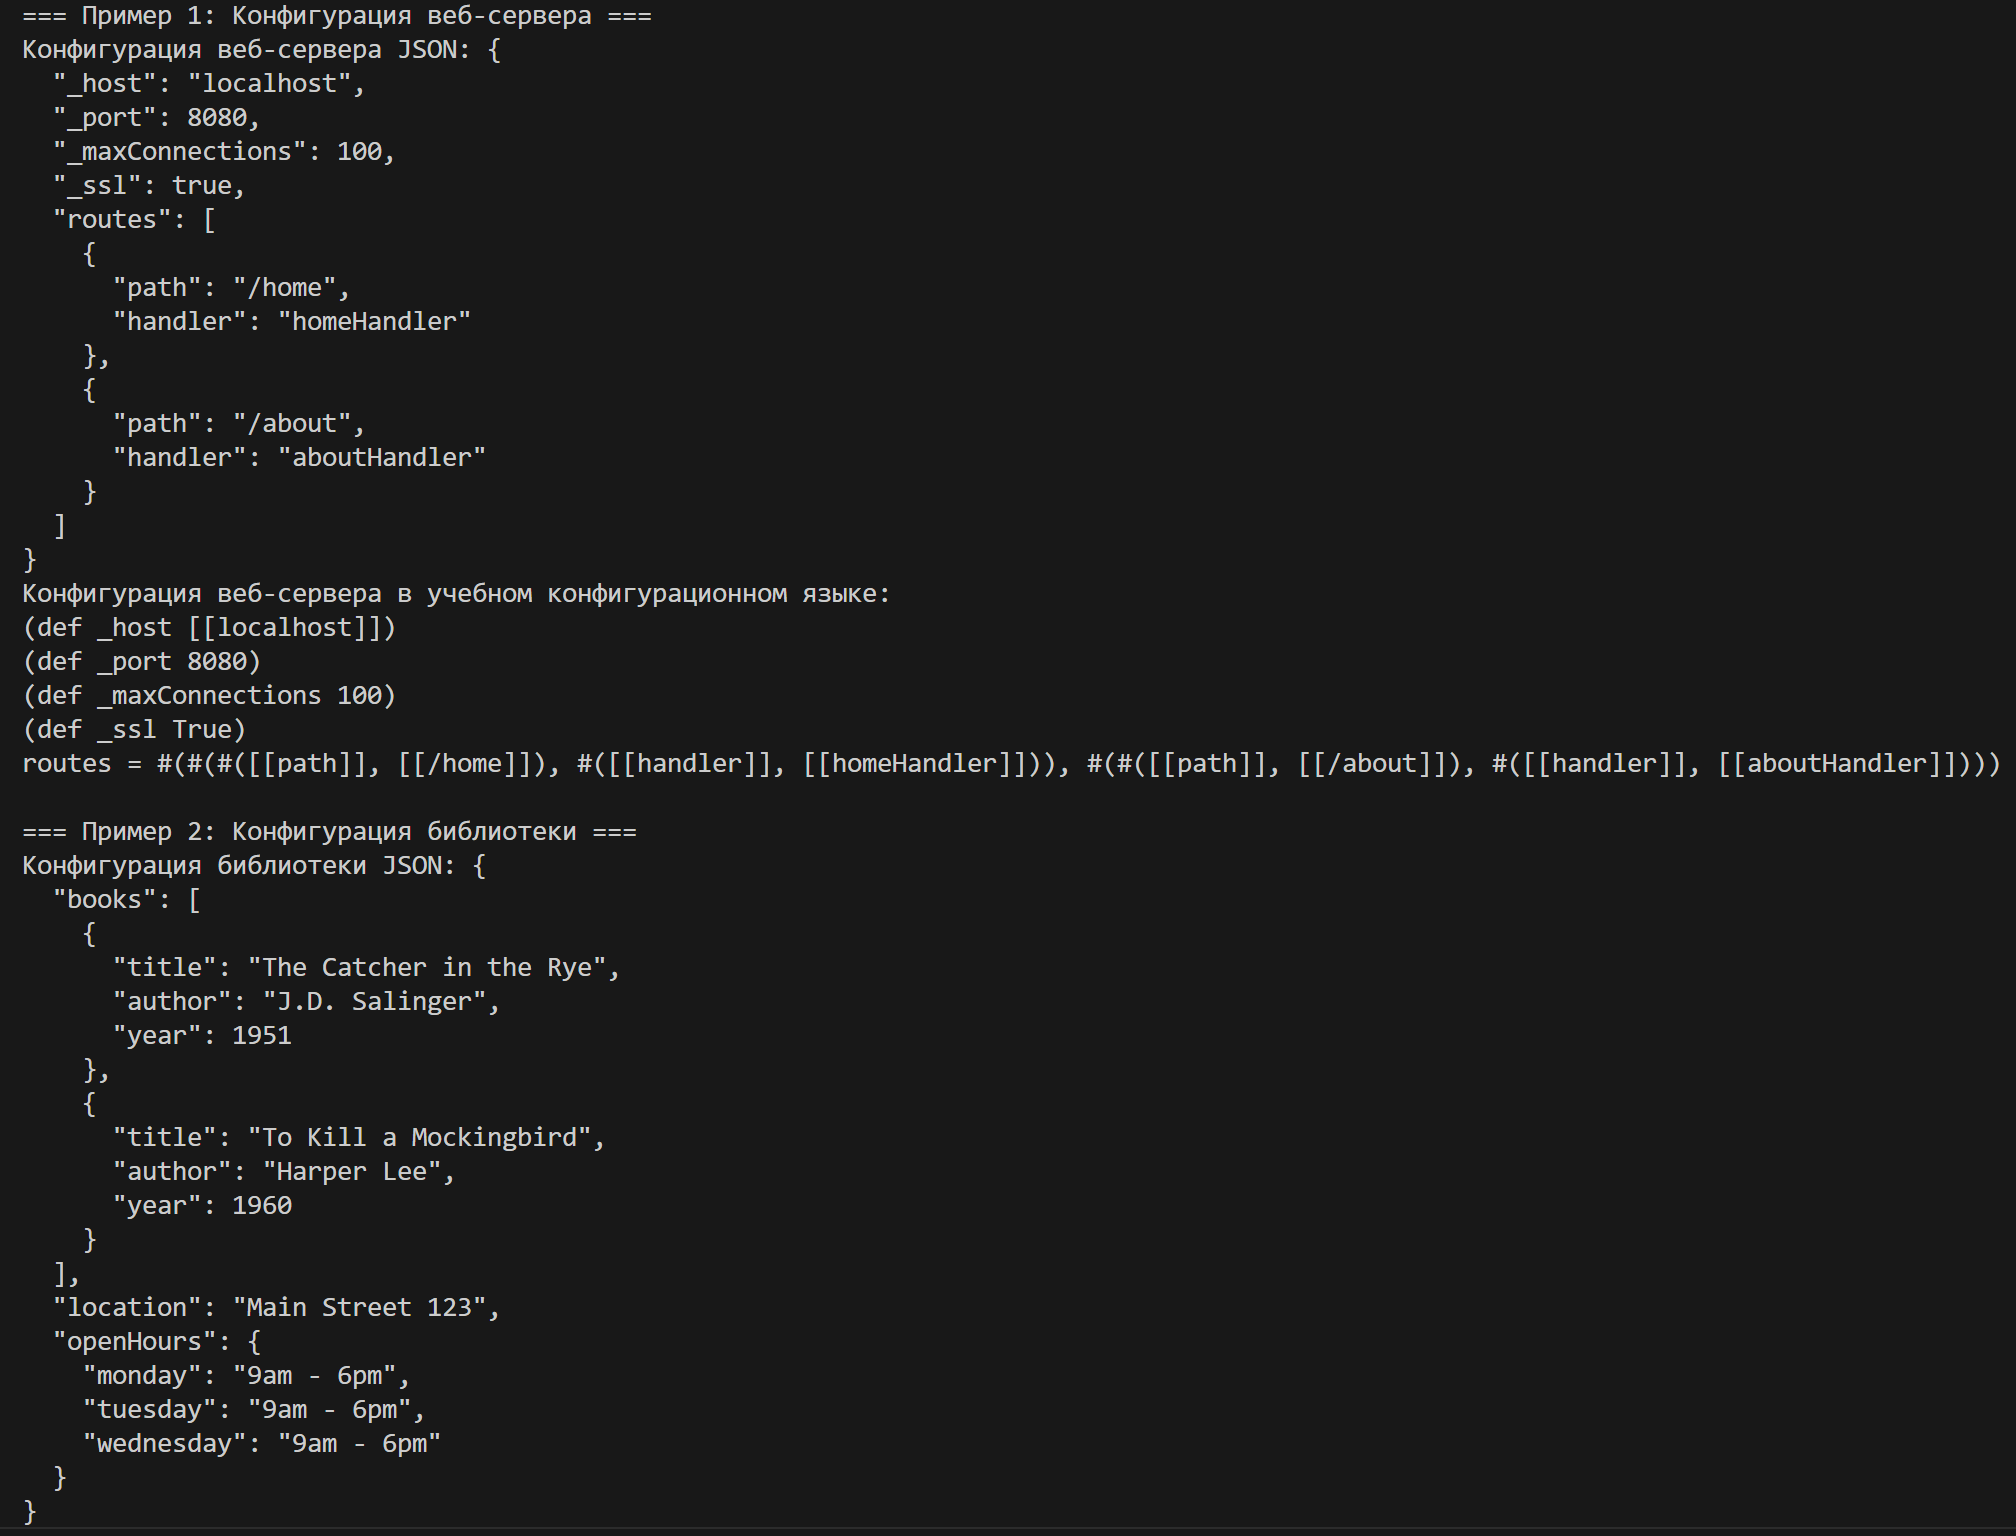 === Пример 1: Конфигурация веб-сервера ===
Конфигурация веб-сервера JSON: {
  "_host": "localhost",
  "_port": 8080,
  "_maxConnections": 100,
  "_ssl": true,
  "routes": [
    {
      "path": "/home",
      "handler": "homeHandler"
    },
    {
      "path": "/about",
      "handler": "aboutHandler"
    }
  ]
}
Конфигурация веб-сервера в учебном конфигурационном языке:
(def _host [[localhost]])
(def _port 8080)
(def _maxConnections 100)
(def _ssl True)
routes = #(#(#([[path]], [[/home]]), #([[handler]], [[homeHandler]])), #(#([[path]], [[/about]]), #([[handler]], [[aboutHandler]])))

=== Пример 2: Конфигурация библиотеки ===
Конфигурация библиотеки JSON: {
  "books": [
    {
      "title": "The Catcher in the Rye",
      "author": "J.D. Salinger",
      "year": 1951
    },
    {
      "title": "To Kill a Mockingbird",
      "author": "Harper Lee",
      "year": 1960
    }
  ],
  "location": "Main Street 123",
  "openHours": {
    "monday": "9am - 6pm",
    "tuesday": "9am - 6pm",
    "wednesday": "9am - 6pm"
  }
}